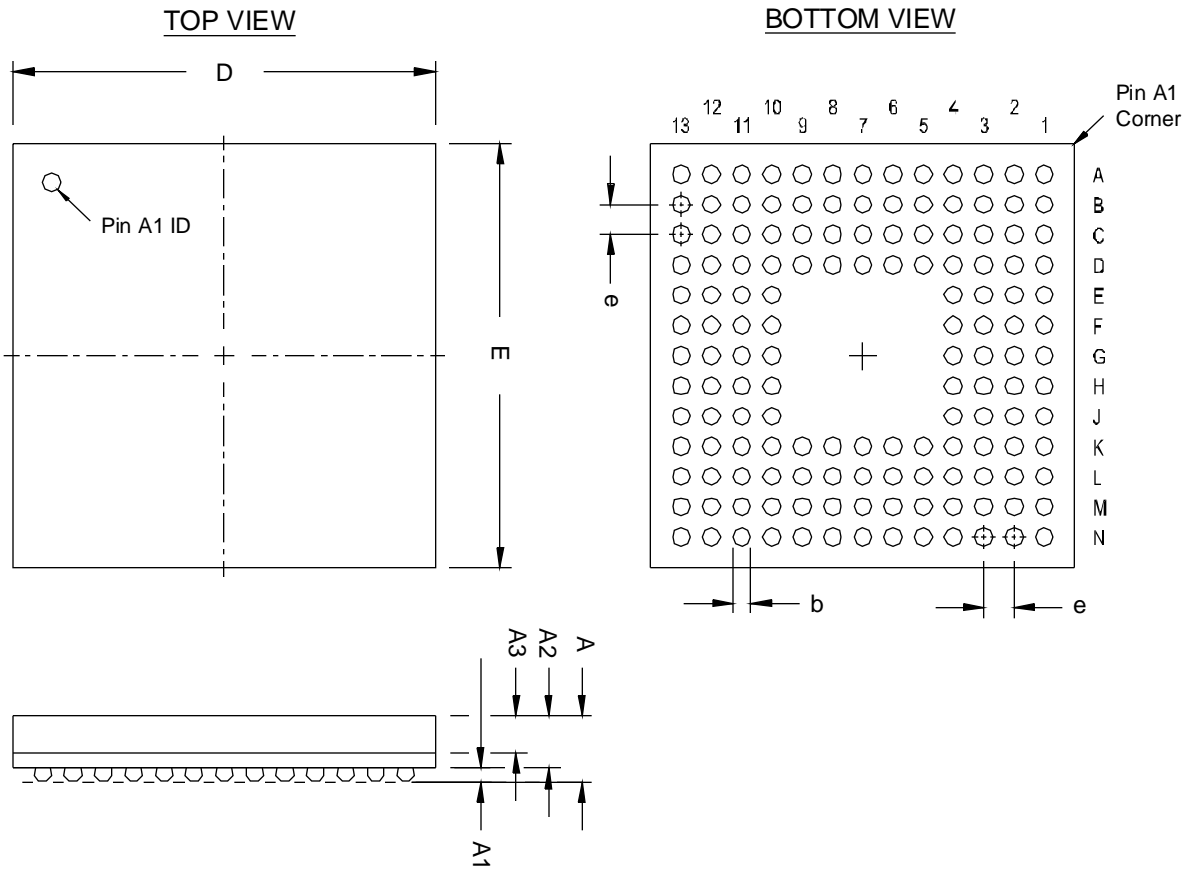 TOP VIEW
BOTTOM VIEW
D
Pin A1
Corner
12 10 8 6 4 2
13 11 9 7 5 3 1
Pin A1 ID
A
B
C
D
E
F
G
H
J
K
L
M
N
e
E
b
e
A3
A2
A
A1